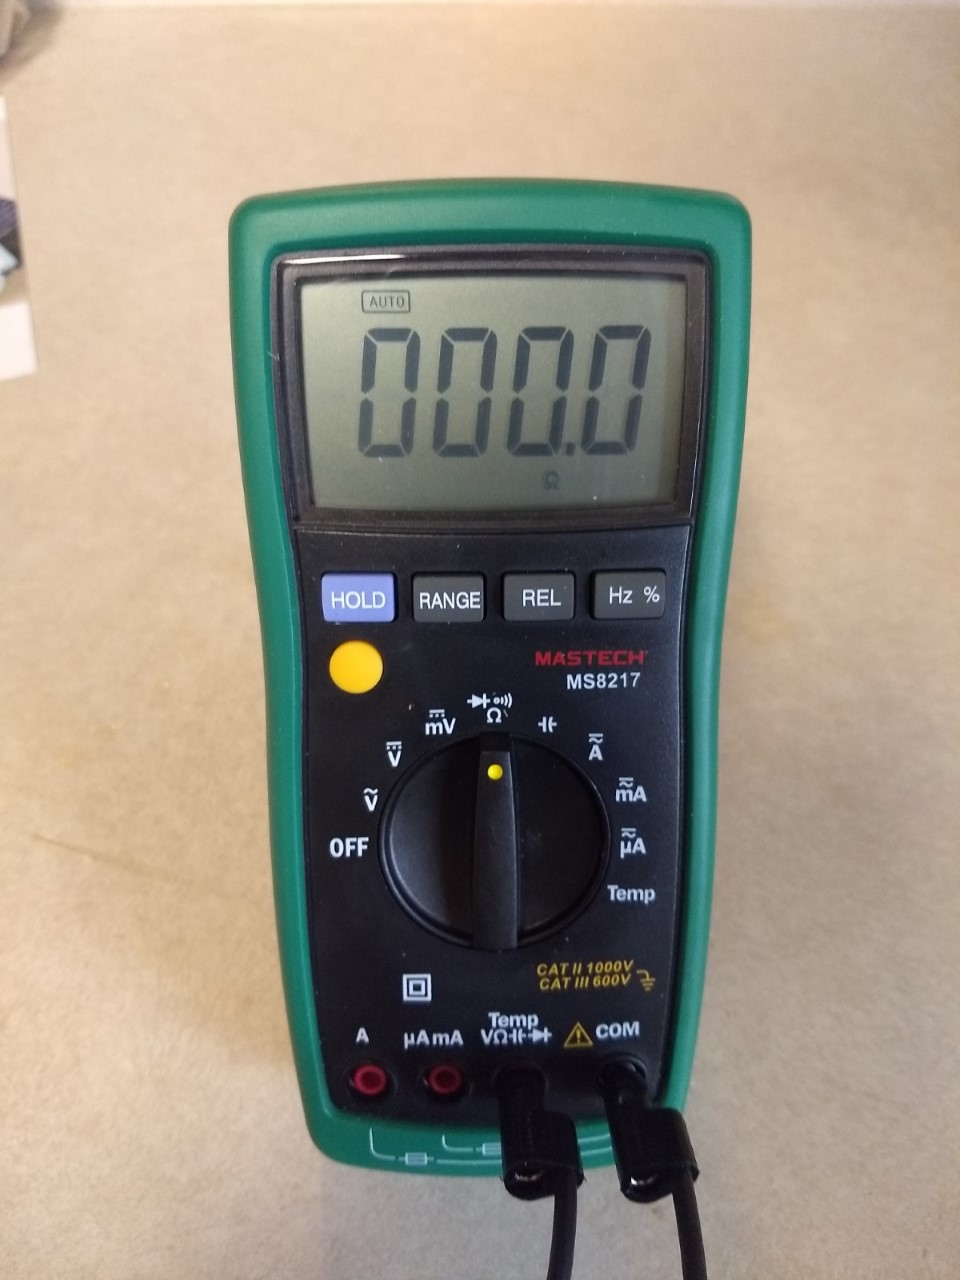 AUTO
000.0
Ω
HOLD RANGE REL Hz %
MASTECH
MS8217
mV Ω
V A
V mA
OFF µA
Temp
CAT II 1000V
CAT III 600V
Temp
A µA mA VΩ COM